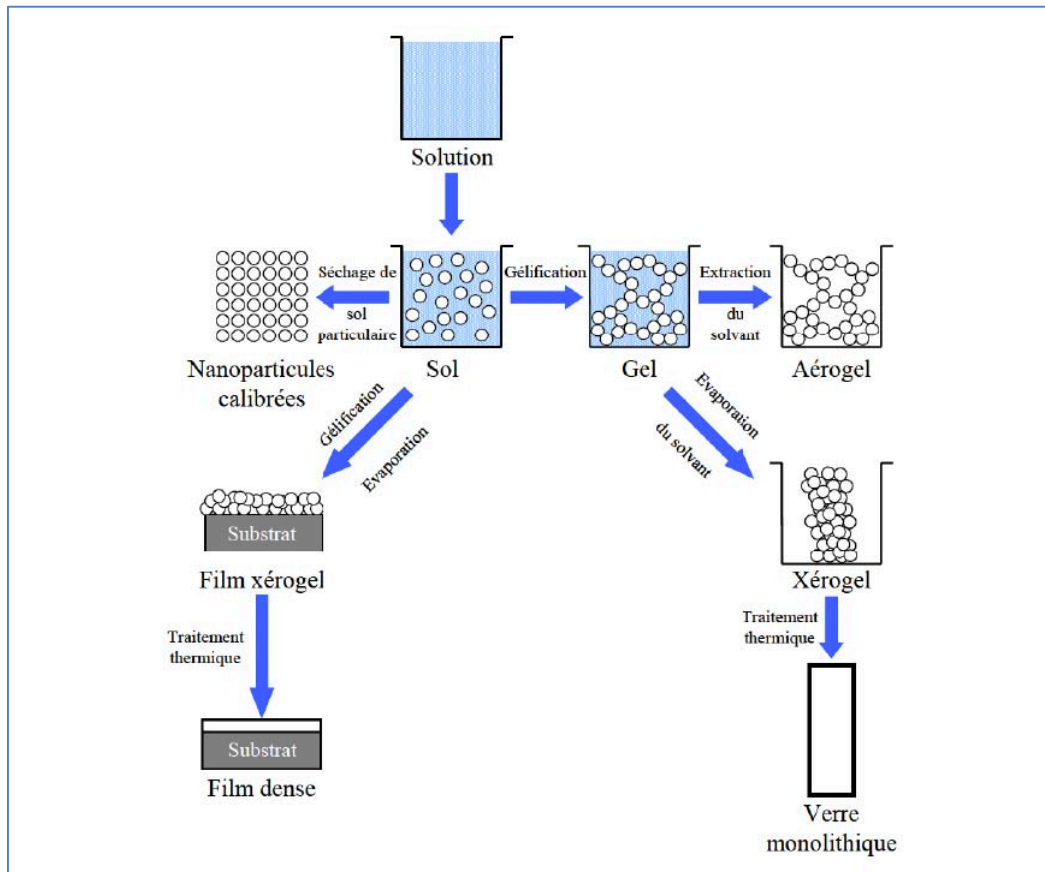 Solution
Séchage de
sol
particulaire
Gélification
Extraction
du
solvant
Nanoparticules
calibrées
Sol
Gel
Aérogel
Gélification
Evaporation
Evaporation
du solvant
Substrat
Film xérogel
Xérogel
Traitement
thermique
Traitement
thermique
Substrat
Film dense
Verre
monolithique